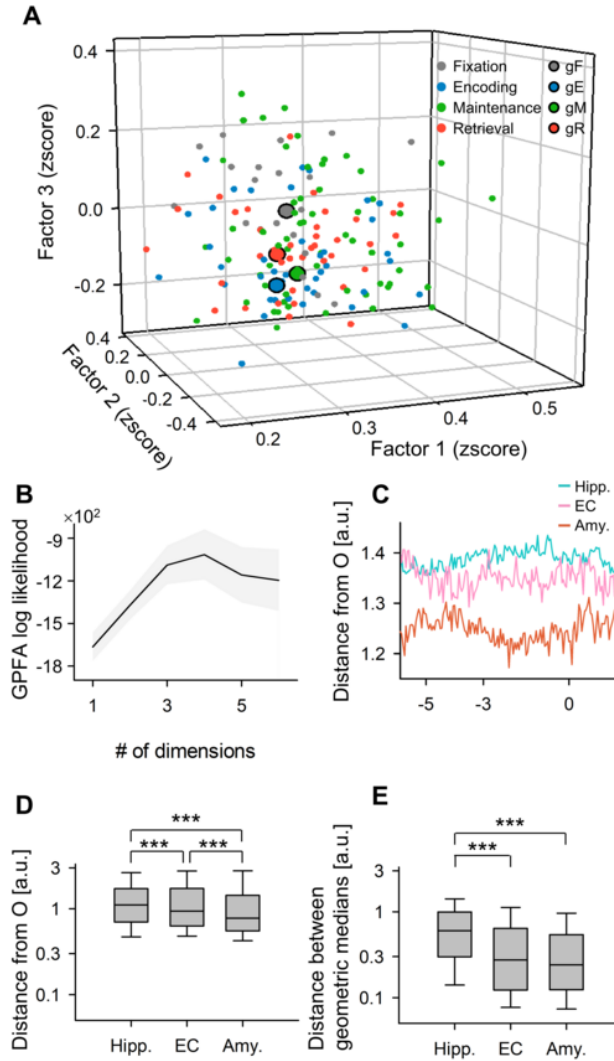 A
0.4
0.2
0.0
-0.2
0.4
0.2
0.0
-0.2
-0.4
0.2
0.3
0.4
0.5
Factor 3 (zscore)
Factor 2 (zscore)
Factor 1 (zscore)
Fixation gF
Encoding gE
Maintenance gM
Retrieval gR
B
×10²
-9
-12
-15
-18
GPFA log likelihood
1 3 5
# of dimensions
C
Hipp.
EC
Amy.
1.4
1.3
1.2
Distance from O [a.u.]
-5 -3 0
D
*** 
*** ***
3
1
0.3
0.1
Distance from O [a.u.]
Hipp. EC Amy.
E
***
***
3
1
0.3
0.1
Distance between
geometric medians [a.u.]
Hipp. EC Amy.